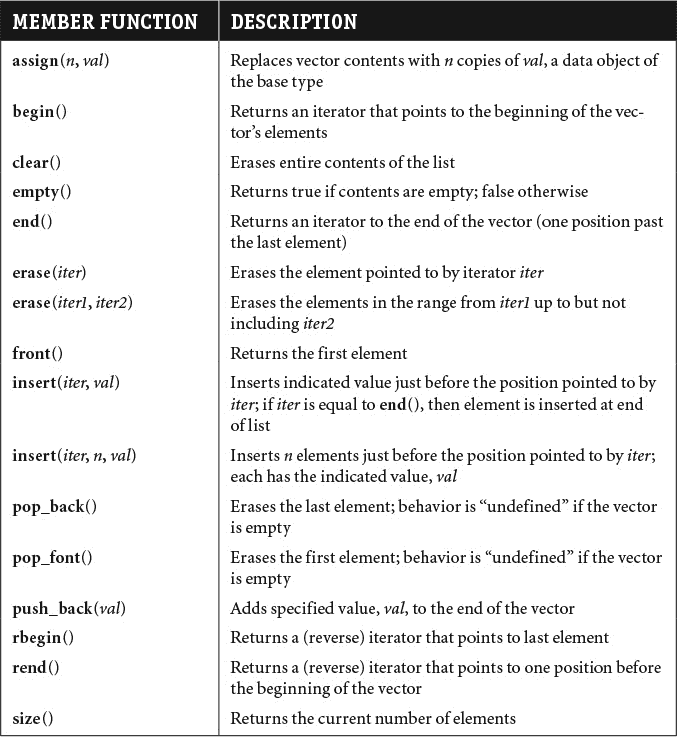 MEMBER FUNCTION DESCRIPTION
assign(n, val) Replaces vector contents with n copies of val, a data object of
the base type
begin() Returns an iterator that points to the beginning of the vec-
tor’s elements
clear() Erases entire contents of the list
empty() Returns true if contents are empty; false otherwise
end() Returns an iterator to the end of the vector (one position past
the last element)
erase(iter) Erases the element pointed to by iterator iter
erase(iter1, iter2) Erases the elements in the range from iter1 up to but not
including iter2
front() Returns the first element
insert(iter, val) Inserts indicated value just before the position pointed to by
iter; if iter is equal to end(), then element is inserted at end
of list
insert(iter, n, val) Inserts n elements just before the position pointed to by iter;
each has the indicated value, val
pop_back() Erases the last element; behavior is “undefined” if the vector
is empty
pop_font() Erases the first element; behavior is “undefined” if the vector
is empty
push_back(val) Adds specified value, val, to the end of the vector
rbegin() Returns a (reverse) iterator that points to last element
rend() Returns a (reverse) iterator that points to one position before
the beginning of the vector
size() Returns the current number of elements